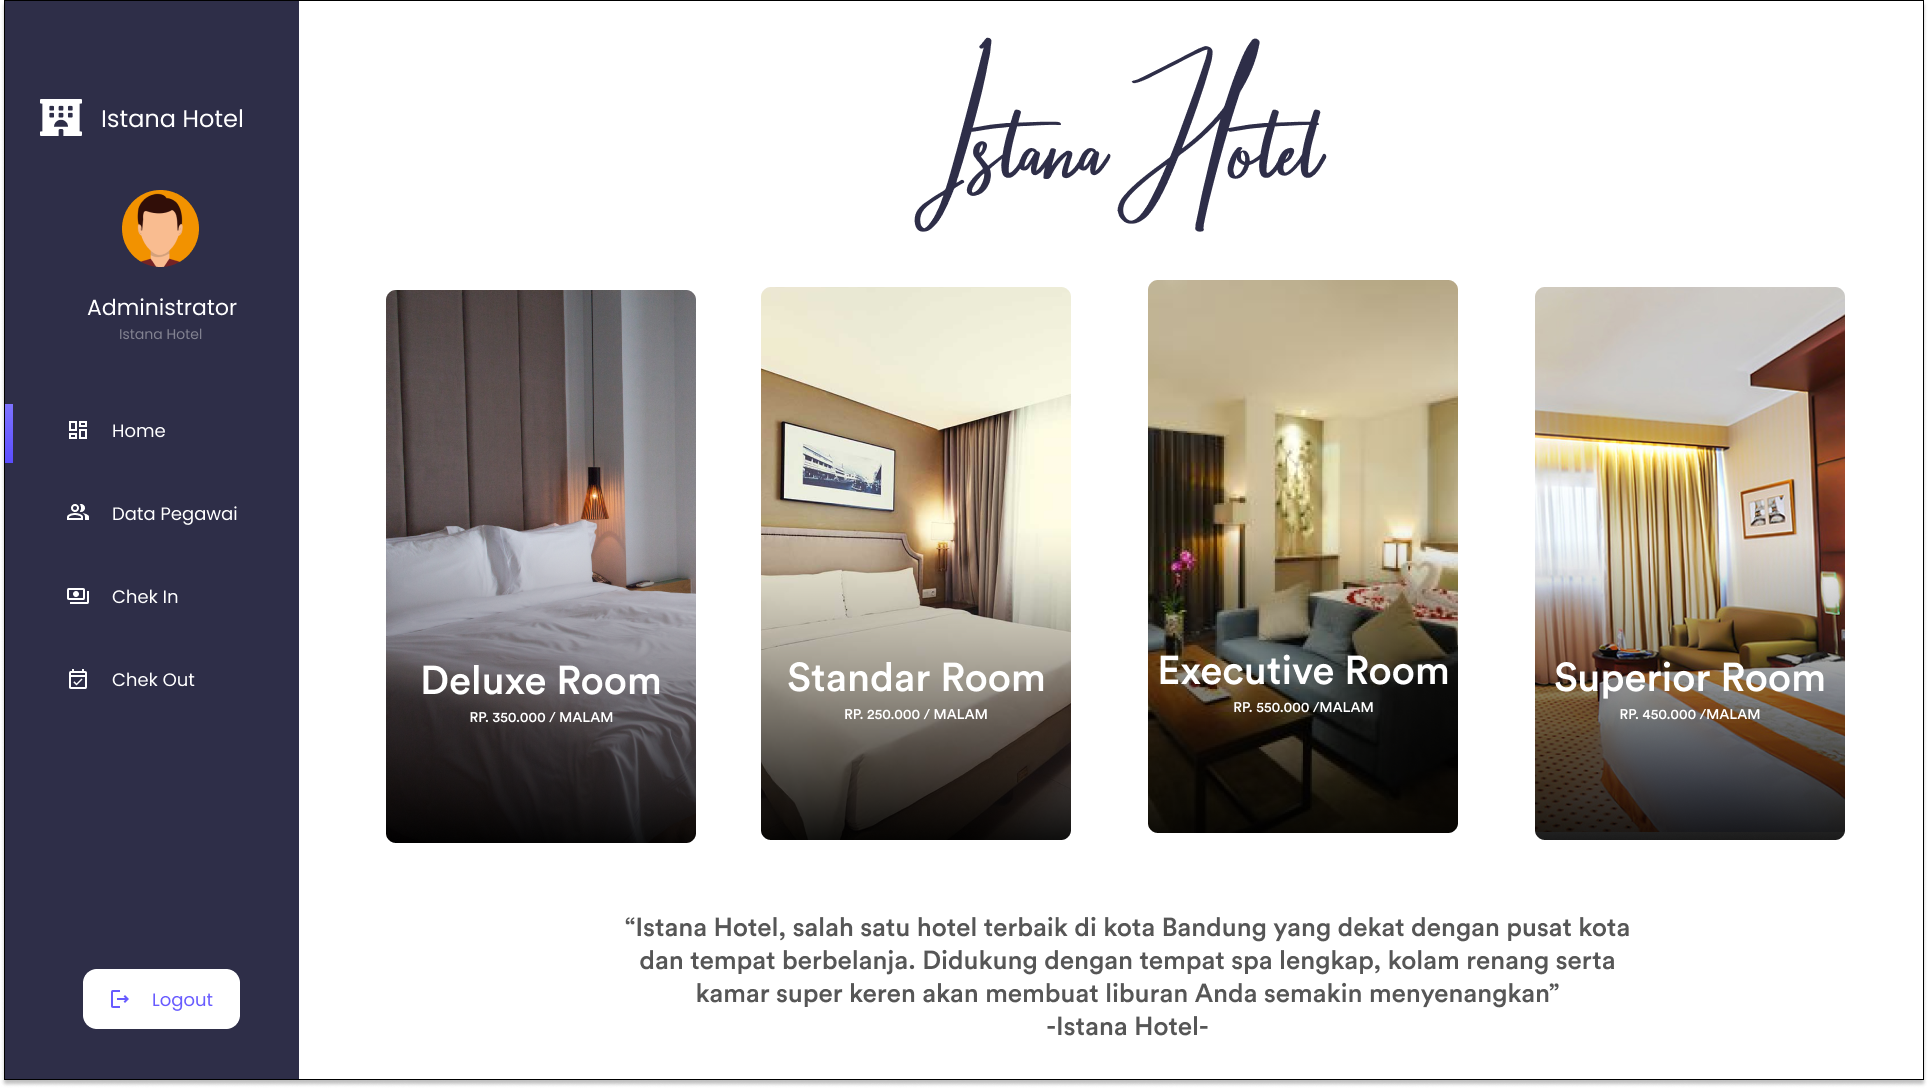 Istana Hotel
Administrator
Istana Hotel
Home
Data Pegawai
Chek In
Chek Out
Logout
Istana Hotel
Deluxe Room
RP. 350.000 / MALAM
Standar Room
RP. 250.000 / MALAM
Executive Room
RP. 550.000 /MALAM
Superior Room
RP. 450.000 /MALAM
“Istana Hotel, salah satu hotel terbaik di kota Bandung yang dekat dengan pusat kota
dan tempat berbelanja. Didukung dengan tempat spa lengkap, kolam renang serta
kamar super keren akan membuat liburan Anda semakin menyenangkan”
-Istana Hotel-